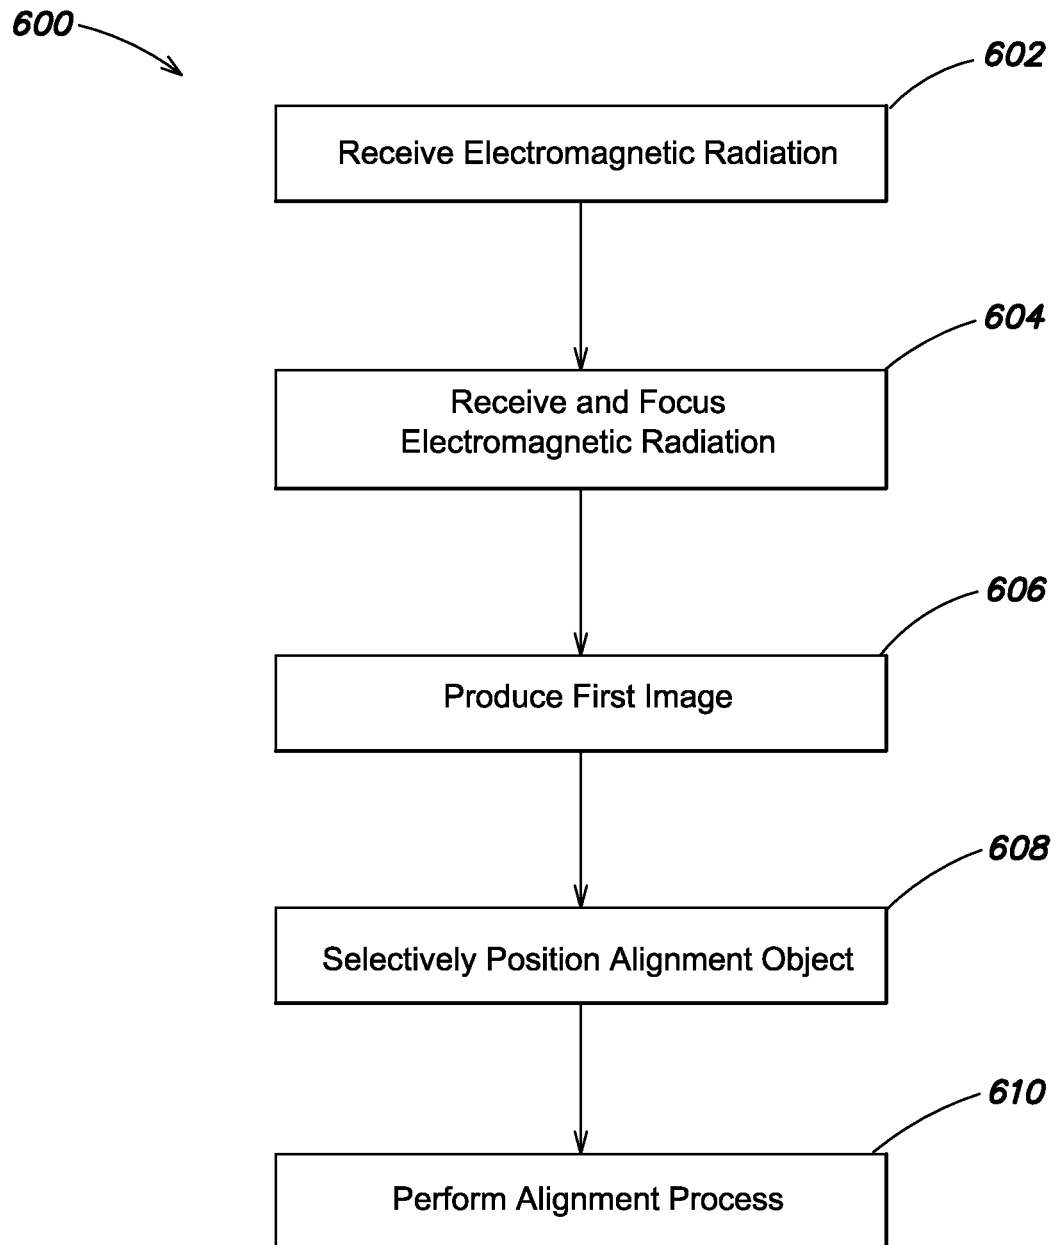 600
602
Receive Electromagnetic Radiation
604
Receive and Focus
Electromagnetic Radiation
606
Produce First Image
608
Selectively Position Alignment Object
610
Perform Alignment Process